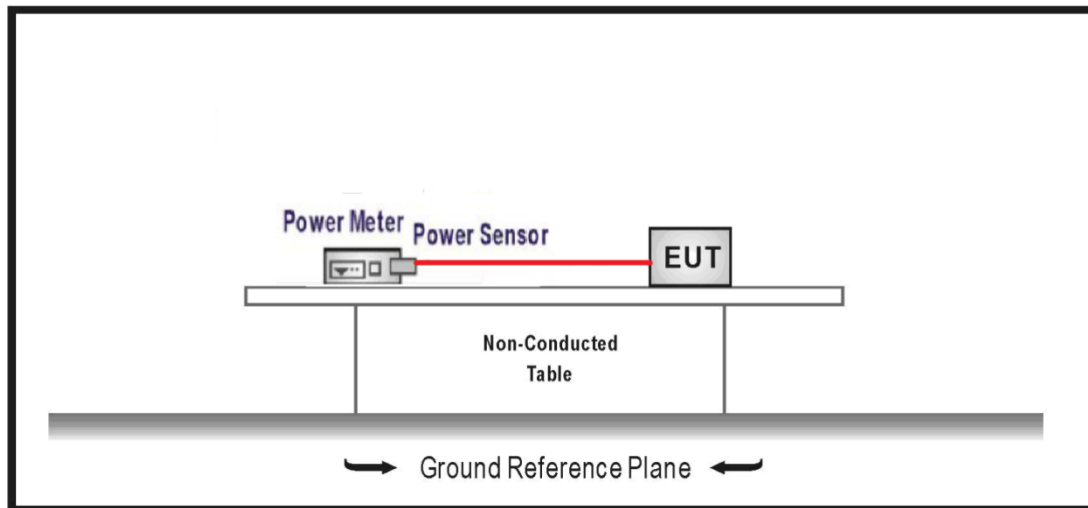 Power Meter
Power Sensor
EUT
Non-Conducted
Table
Ground Reference Plane